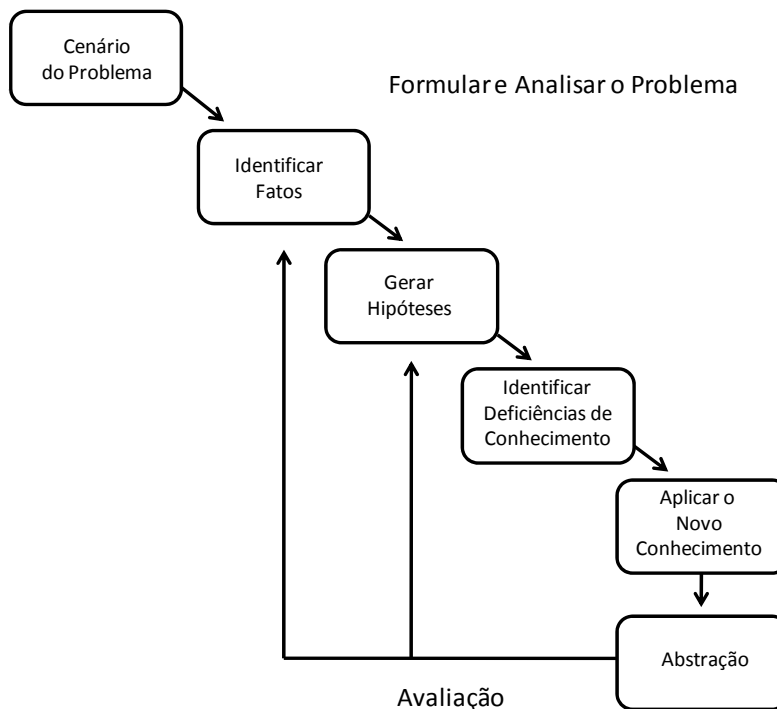 Cenário
do Problema
Formular e Analisar o Problema
Identificar
Fatos
Gerar
Hipóteses
Identificar
Deficiências de
Conhecimento
Aplicar o
Novo
Conhecimento
Abstração
Avaliação